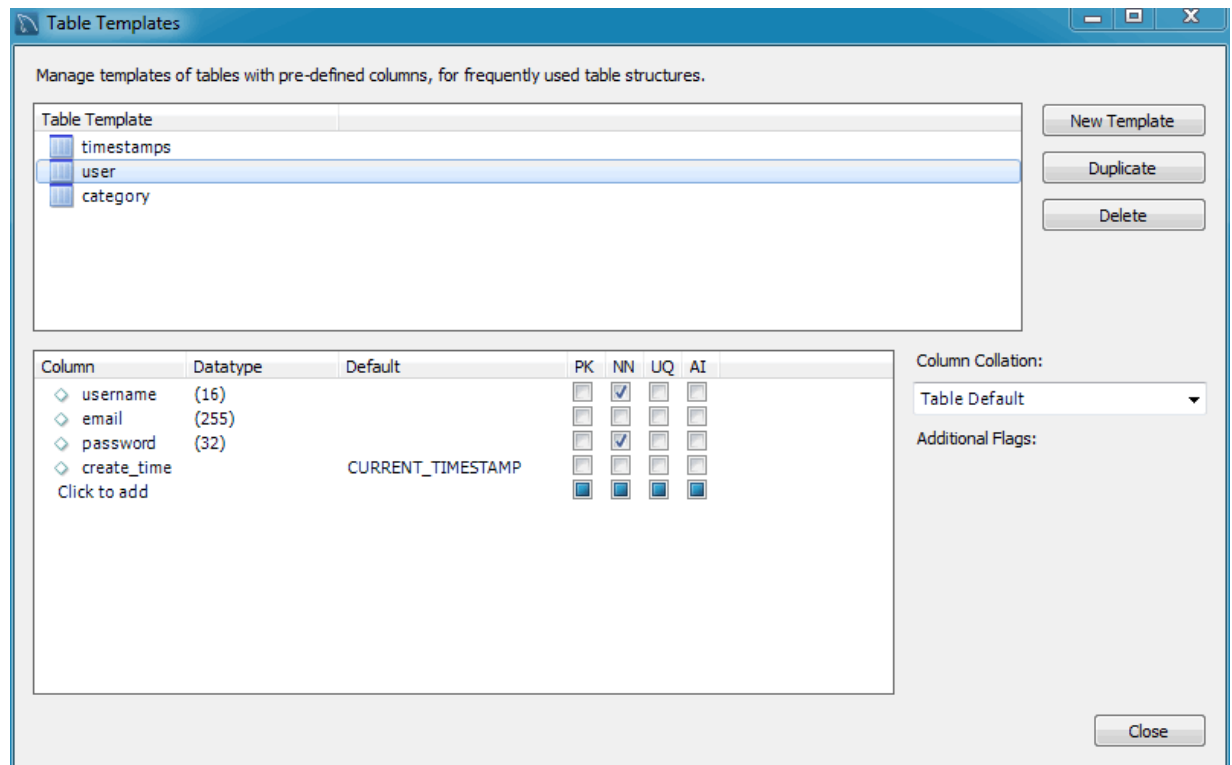 Table Templates
Manage templates of tables with pre-defined columns, for frequently used table structures.
Table Template
timestamps
user
category
New Template
Duplicate
Delete
Column Datatype Default PK NN UQ AI
username (16)
email (255)
password (32)
create_time CURRENT_TIMESTAMP
Click to add
Column Collation:
Table Default
Additional Flags:
Close